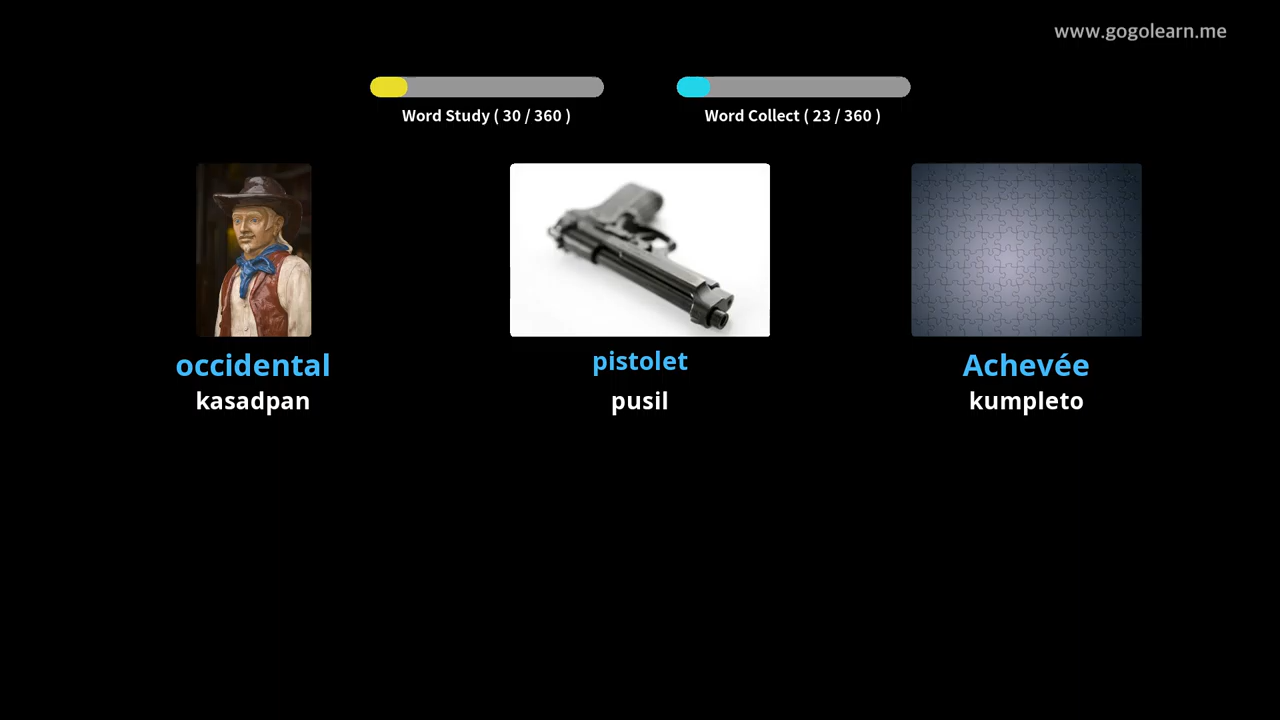 www.gogolearn.me
Word Study ( 30 / 360 )
Word Collect ( 23 / 360 )
occidental
kasadpan
pistolet
pusil
Achevée
kumpleto